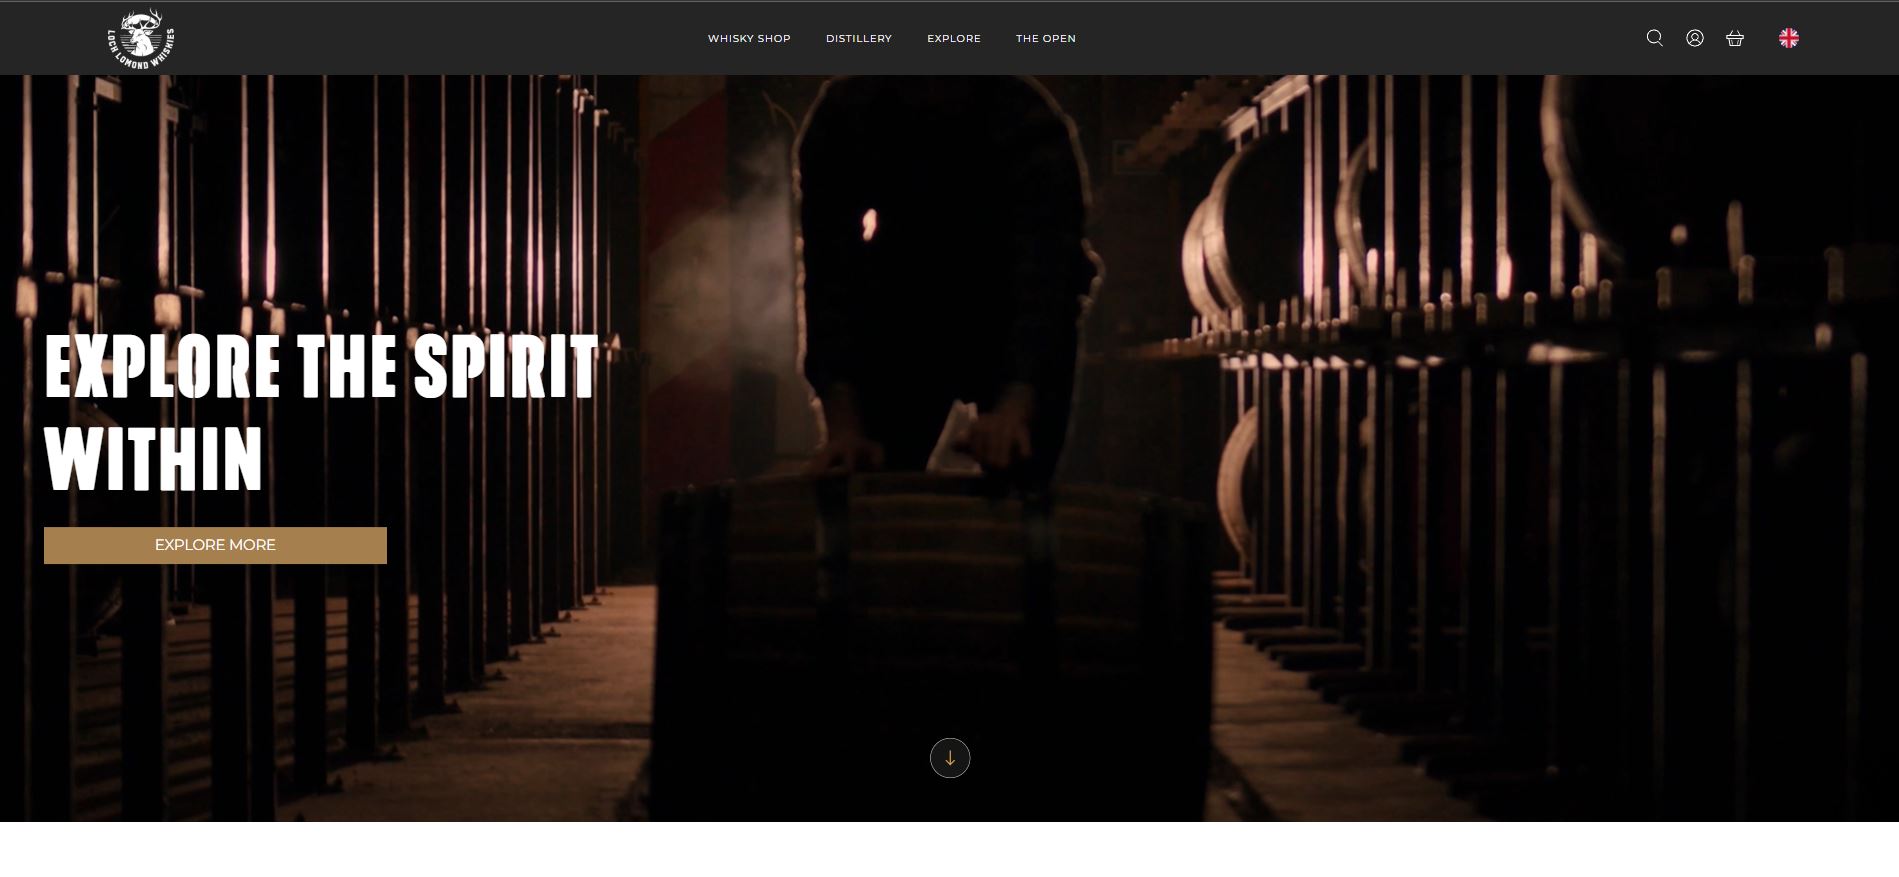 LOCH LOMOND WHISKIES
WHISKY SHOP
DISTILLERY
EXPLORE
THE OPEN
EXPLORE THE SPIRIT
WITHIN
EXPLORE MORE